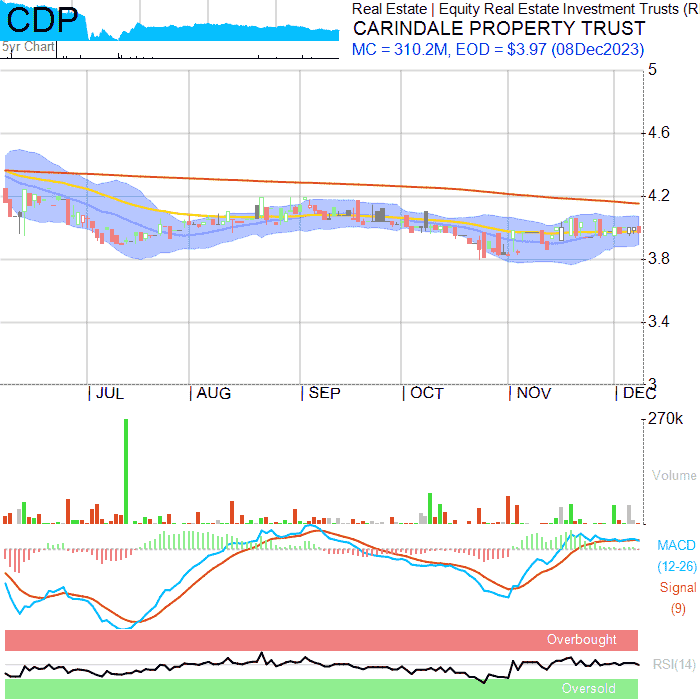 CDP
5yr Chart
Real Estate | Equity Real Estate Investment Trusts (R
CARINDALE PROPERTY TRUST
MC = 310.2M, EOD = $3.97 (08Dec2023)
5
4.6
4.2
3.8
3.4
3
JUL AUG SEP OCT NOV DEC
270k
Volume
MACD
(12-26)
Signal
(9)
Overbought
RSI(14)
Oversold